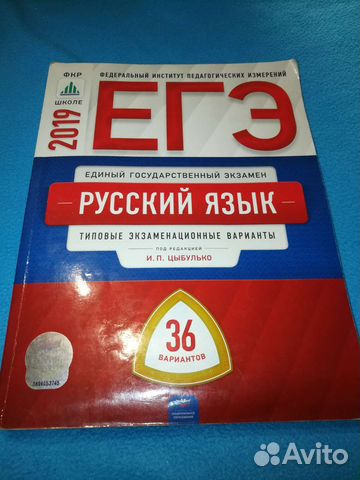 ФКР
ШКОЛЕ
2019
ФЕДЕРАЛЬНЫЙ ИНСТИТУТ ПЕДАГОГИЧЕСКИХ ИЗМЕРЕНИЙ
ЕГЭ
ЕДИНЫЙ ГОСУДАРСТВЕННЫЙ ЭКЗАМЕН
РУССКИЙ ЯЗЫК
ТИПОВЫЕ ЭКЗАМЕНАЦИОННЫЕ ВАРИАНТЫ
ПОД РЕДАКЦИЕЙ
И. П. ЦЫБУЛЬКО
36
ВАРИАНТОВ
Avito